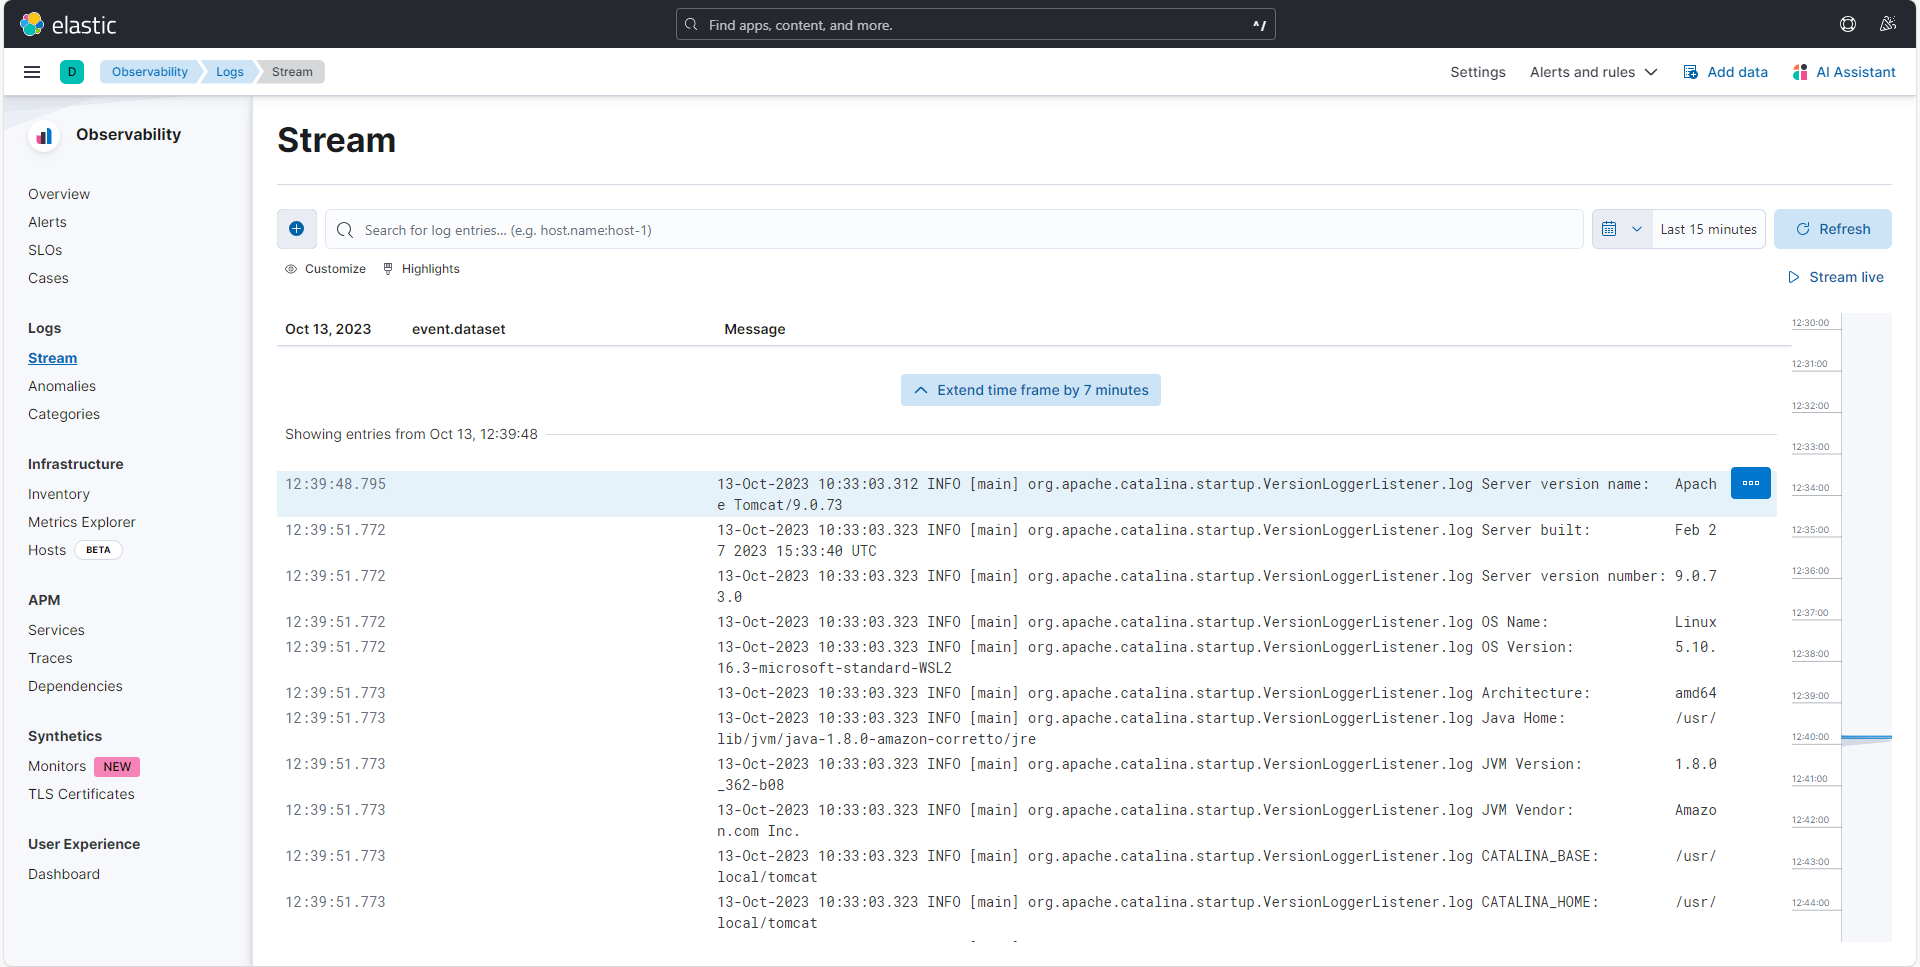 elastic
Find apps, content, and more.
^/
D
Observability
Logs
Stream
Settings
Alerts and rules
Add data
AI Assistant
Observability
Overview
Alerts
SLOs
Cases
Logs
Stream
Anomalies
Categories
Infrastructure
Inventory
Metrics Explorer
Hosts BETA
APM
Services
Traces
Dependencies
Synthetics
Monitors NEW
TLS Certificates
User Experience
Dashboard
Stream
Search for log entries... (e.g. host.name:host-1)
Last 15 minutes
Refresh
Customize
Highlights
Stream live
Oct 13, 2023 event.dataset Message
Extend time frame by 7 minutes
Showing entries from Oct 13, 12:39:48
12:39:48.795 13-Oct-2023 10:33:03.312 INFO [main] org.apache.catalina.startup.VersionLoggerListener.log Server version name:   Apach
e Tomcat/9.0.73
12:39:51.772 13-Oct-2023 10:33:03.323 INFO [main] org.apache.catalina.startup.VersionLoggerListener.log Server built:          Feb 2
7 2023 15:33:40 UTC
12:39:51.772 13-Oct-2023 10:33:03.323 INFO [main] org.apache.catalina.startup.VersionLoggerListener.log Server version number: 9.0.7
3.0
12:39:51.772 13-Oct-2023 10:33:03.323 INFO [main] org.apache.catalina.startup.VersionLoggerListener.log OS Name:               Linux
12:39:51.772 13-Oct-2023 10:33:03.323 INFO [main] org.apache.catalina.startup.VersionLoggerListener.log OS Version:            5.10.
16.3-microsoft-standard-WSL2
12:39:51.773 13-Oct-2023 10:33:03.323 INFO [main] org.apache.catalina.startup.VersionLoggerListener.log Architecture:          amd64
12:39:51.773 13-Oct-2023 10:33:03.323 INFO [main] org.apache.catalina.startup.VersionLoggerListener.log Java Home:             /usr/
lib/jvm/java-1.8.0-amazon-corretto/jre
12:39:51.773 13-Oct-2023 10:33:03.323 INFO [main] org.apache.catalina.startup.VersionLoggerListener.log JVM Version:           1.8.0
_362-b08
12:39:51.773 13-Oct-2023 10:33:03.323 INFO [main] org.apache.catalina.startup.VersionLoggerListener.log JVM Vendor:            Amazo
n.com Inc.
12:39:51.773 13-Oct-2023 10:33:03.323 INFO [main] org.apache.catalina.startup.VersionLoggerListener.log CATALINA_BASE:         /usr/
local/tomcat
12:39:51.773 13-Oct-2023 10:33:03.323 INFO [main] org.apache.catalina.startup.VersionLoggerListener.log CATALINA_HOME:         /usr/
local/tomcat
12:30:00
12:31:00
12:32:00
12:33:00
12:34:00
12:35:00
12:36:00
12:37:00
12:38:00
12:39:00
12:40:00
12:41:00
12:42:00
12:43:00
12:44:00